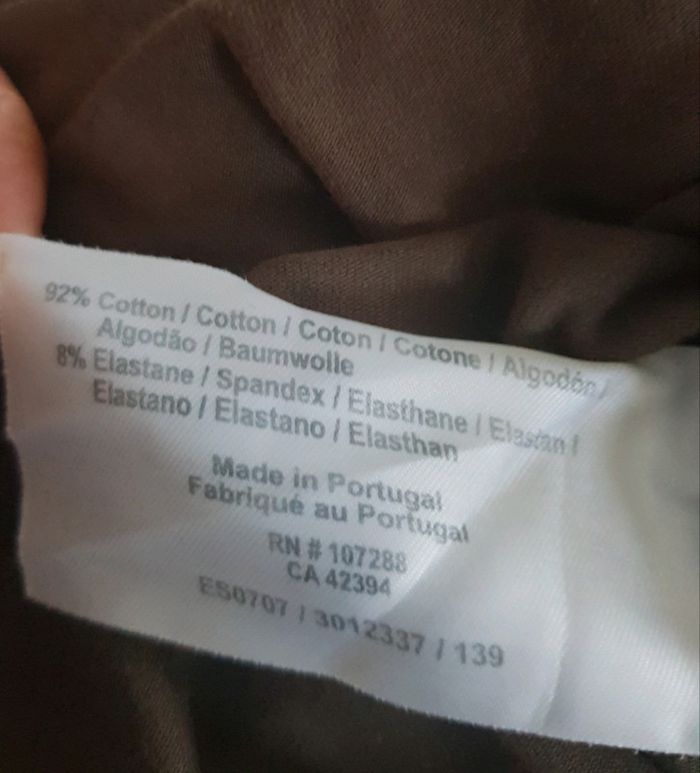 92% Cotton / Cotton / Coton / Cotone / Algodón /
Algodão / Baumwolle
8% Elastane / Spandex / Elasthane / Elastan /
Elastano / Elastano / Elasthan
Made in Portugal
Fabriqué au Portugal
RN # 107288
CA 42394
ES0707 / 3012337 / 139